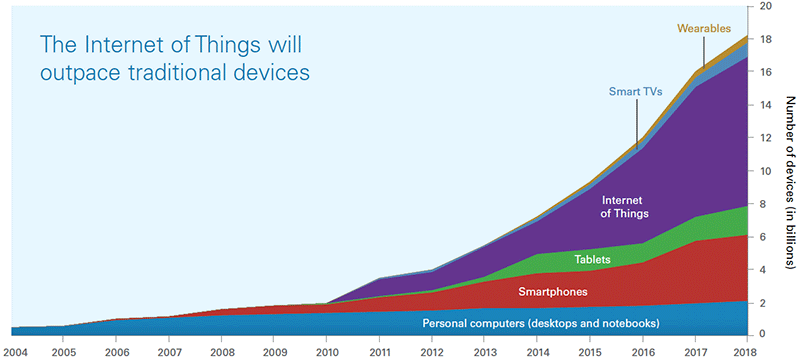 The Internet of Things will
outpace traditional devices
Wearables
Smart TVs
Internet
of Things
Tablets
Smartphones
Personal computers (desktops and notebooks)
20
18
16
14
12
10
8
6
4
2
0
Number of devices (in billions)
2004 2005 2006 2007 2008 2009 2010 2011 2012 2013 2014 2015 2016 2017 2018